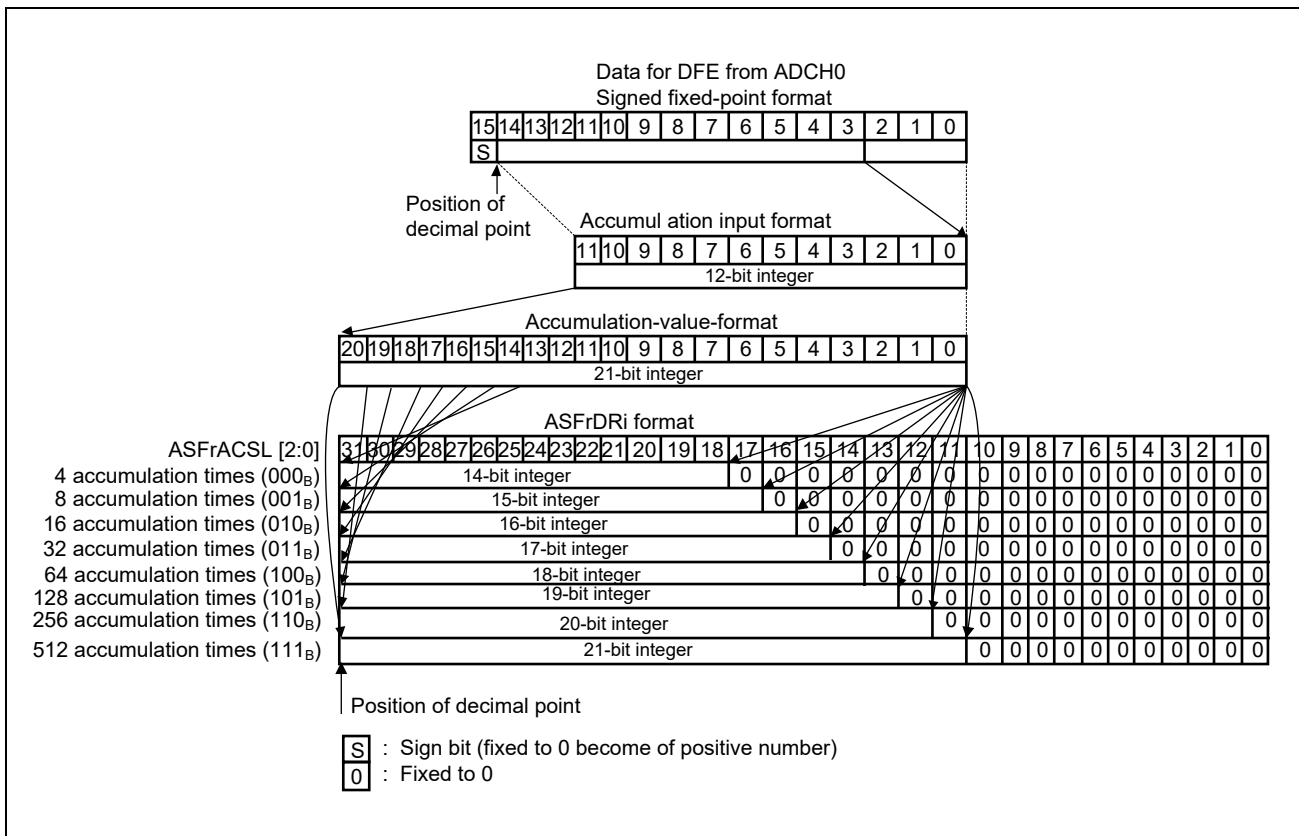 Data for DFE from ADCH0
Signed fixed-point format
15 14 13 12 11 10 9 8 7 6 5 4 3 2 1 0
S
Position of
decimal point
Accumul ation input format
11 10 9 8 7 6 5 4 3 2 1 0
12-bit integer
Accumulation-value-format
20 19 18 17 16 15 14 13 12 11 10 9 8 7 6 5 4 3 2 1 0
21-bit integer
ASFrDRi format
ASFrACSL [2:0] 31 30 29 28 27 26 25 24 23 22 21 20 19 18 17 16 15 14 13 12 11 10 9 8 7 6 5 4 3 2 1 0
4 accumulation times (000B) 14-bit integer 0 0 0 0 0 0 0 0 0 0 0 0 0 0 0 0 0 0
8 accumulation times (001B) 15-bit integer 0 0 0 0 0 0 0 0 0 0 0 0 0 0 0 0 0
16 accumulation times (010B) 16-bit integer 0 0 0 0 0 0 0 0 0 0 0 0 0 0 0 0
32 accumulation times (011B) 17-bit integer 0 0 0 0 0 0 0 0 0 0 0 0 0 0 0
64 accumulation times (100B) 18-bit integer 0 0 0 0 0 0 0 0 0 0 0 0 0 0
128 accumulation times (101B) 19-bit integer 0 0 0 0 0 0 0 0 0 0 0 0 0
256 accumulation times (110B) 20-bit integer 0 0 0 0 0 0 0 0 0 0 0 0
512 accumulation times (111B) 21-bit integer 0 0 0 0 0 0 0 0 0 0 0
Position of decimal point
S : Sign bit (fixed to 0 become of positive number)
0 : Fixed to 0